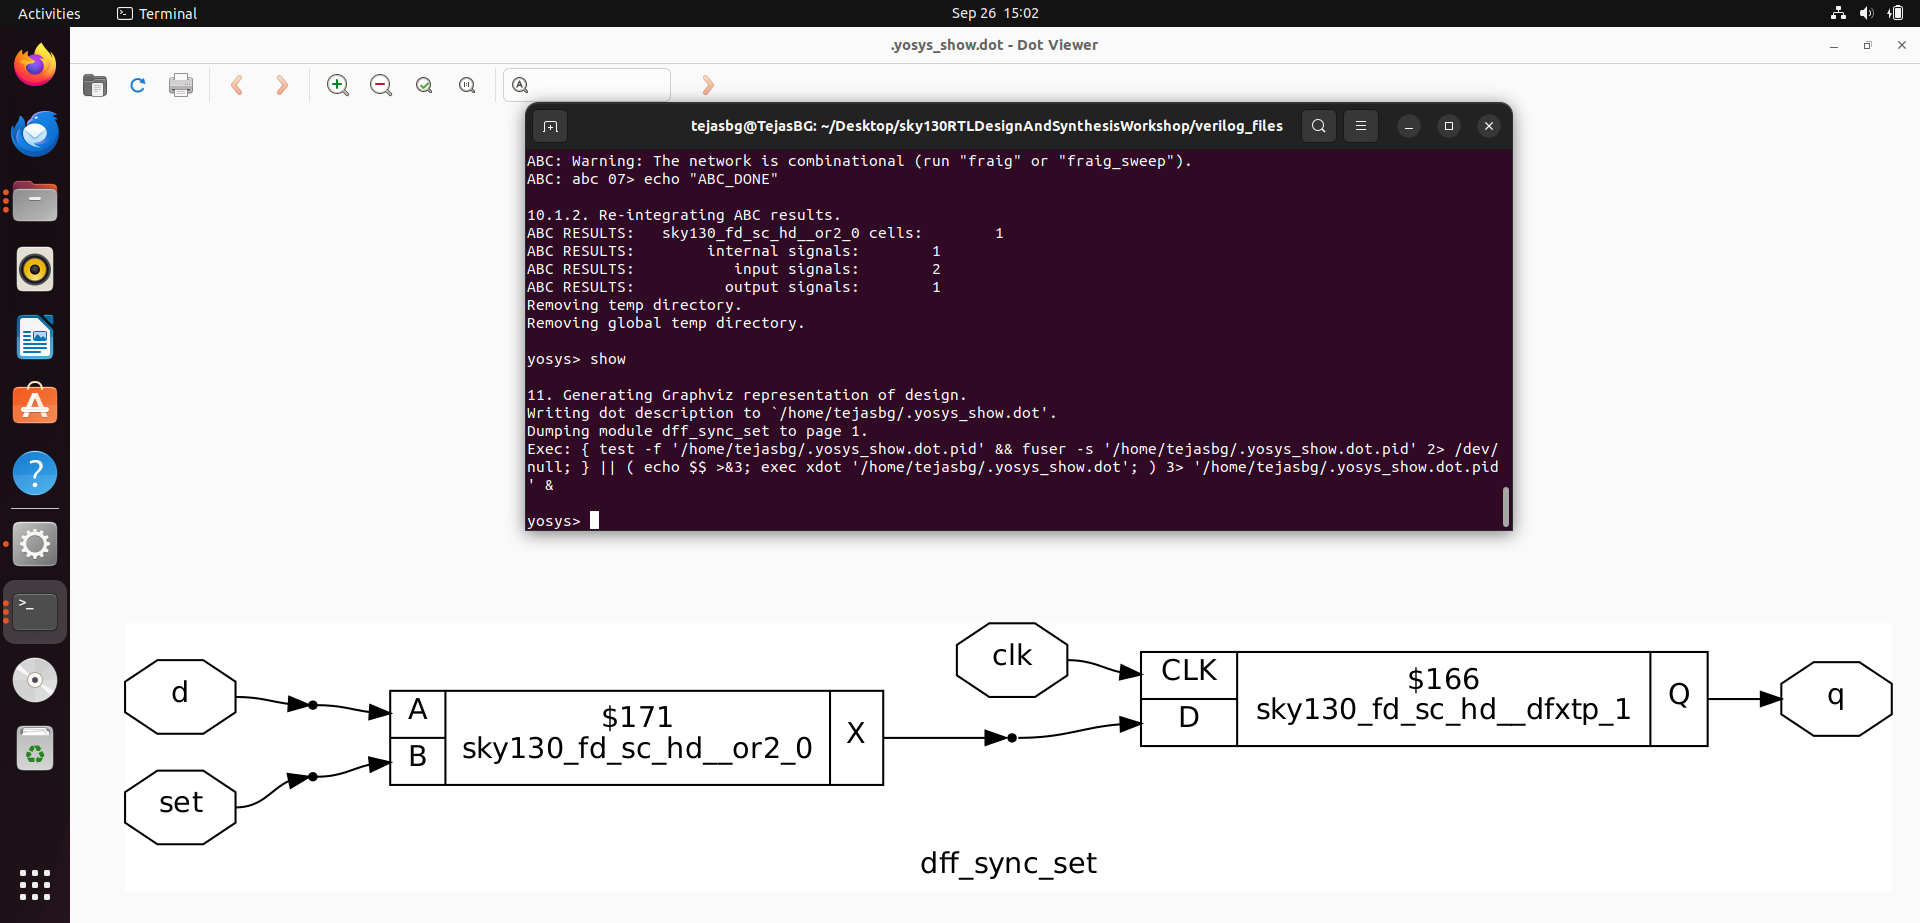 Activities
Terminal
Sep 26 15:02
.yosys_show.dot - Dot Viewer
tejasbg@TejasBG: ~/Desktop/sky130RTLDesignAndSynthesisWorkshop/verilog_files
ABC: Warning: The network is combinational (run "fraig" or "fraig_sweep").
ABC: abc 07> echo "ABC_DONE"
10.1.2. Re-integrating ABC results.
ABC RESULTS:   sky130_fd_sc_hd__or2_0 cells:        1
ABC RESULTS:        internal signals:        1
ABC RESULTS:           input signals:        2
ABC RESULTS:          output signals:        1
Removing temp directory.
Removing global temp directory.
yosys> show
11. Generating Graphviz representation of design.
Writing dot description to `/home/tejasbg/.yosys_show.dot'.
Dumping module dff_sync_set to page 1.
Exec: { test -f '/home/tejasbg/.yosys_show.dot.pid' && fuser -s '/home/tejasbg/.yosys_show.dot.pid' 2> /dev/
null; } || ( echo $$ >&3; exec xdot '/home/tejasbg/.yosys_show.dot'; ) 3> '/home/tejasbg/.yosys_show.dot.pid
' &
yosys>
d
set
A
B
$171
sky130_fd_sc_hd__or2_0
X
clk
CLK
D
$166
sky130_fd_sc_hd__dfxtp_1
Q
q
dff_sync_set